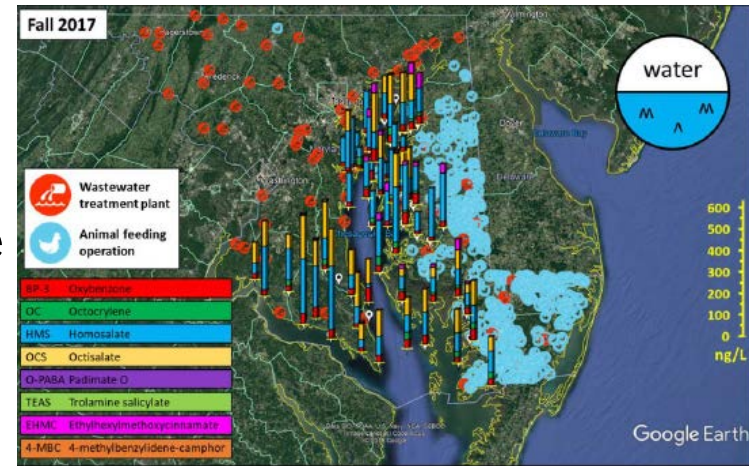 Fall 2017
water
Wilmington
Hagerstown
Frederick
Dover
Delaware Bay
Washington
Delaware
Wastewater
treatment plant
Animal feeding
operation
e
BP-3 Oxybenzone
OC Octocrylene
HMS Homosalate
OCS Octisalate
O-PABA Padimate O
TEAS Trolamine salicylate
EHMC Ethylhexylmethoxycinnamate
4-MBC 4-methylbenzylidene-camphor
600
500
400
300
200
100
0
ng/L
Google Earth